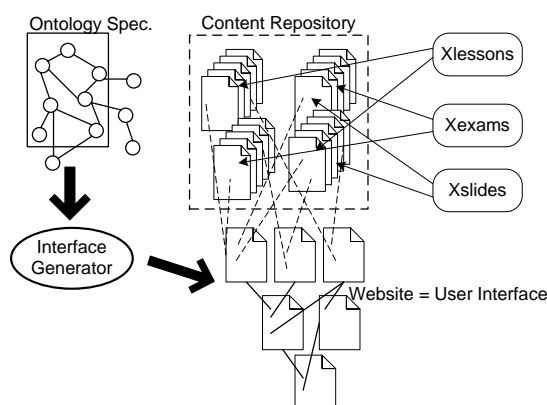 Ontology Spec.
Content Repository
Xlessons
Xexams
Xslides
Interface
Generator
Website = User Interface